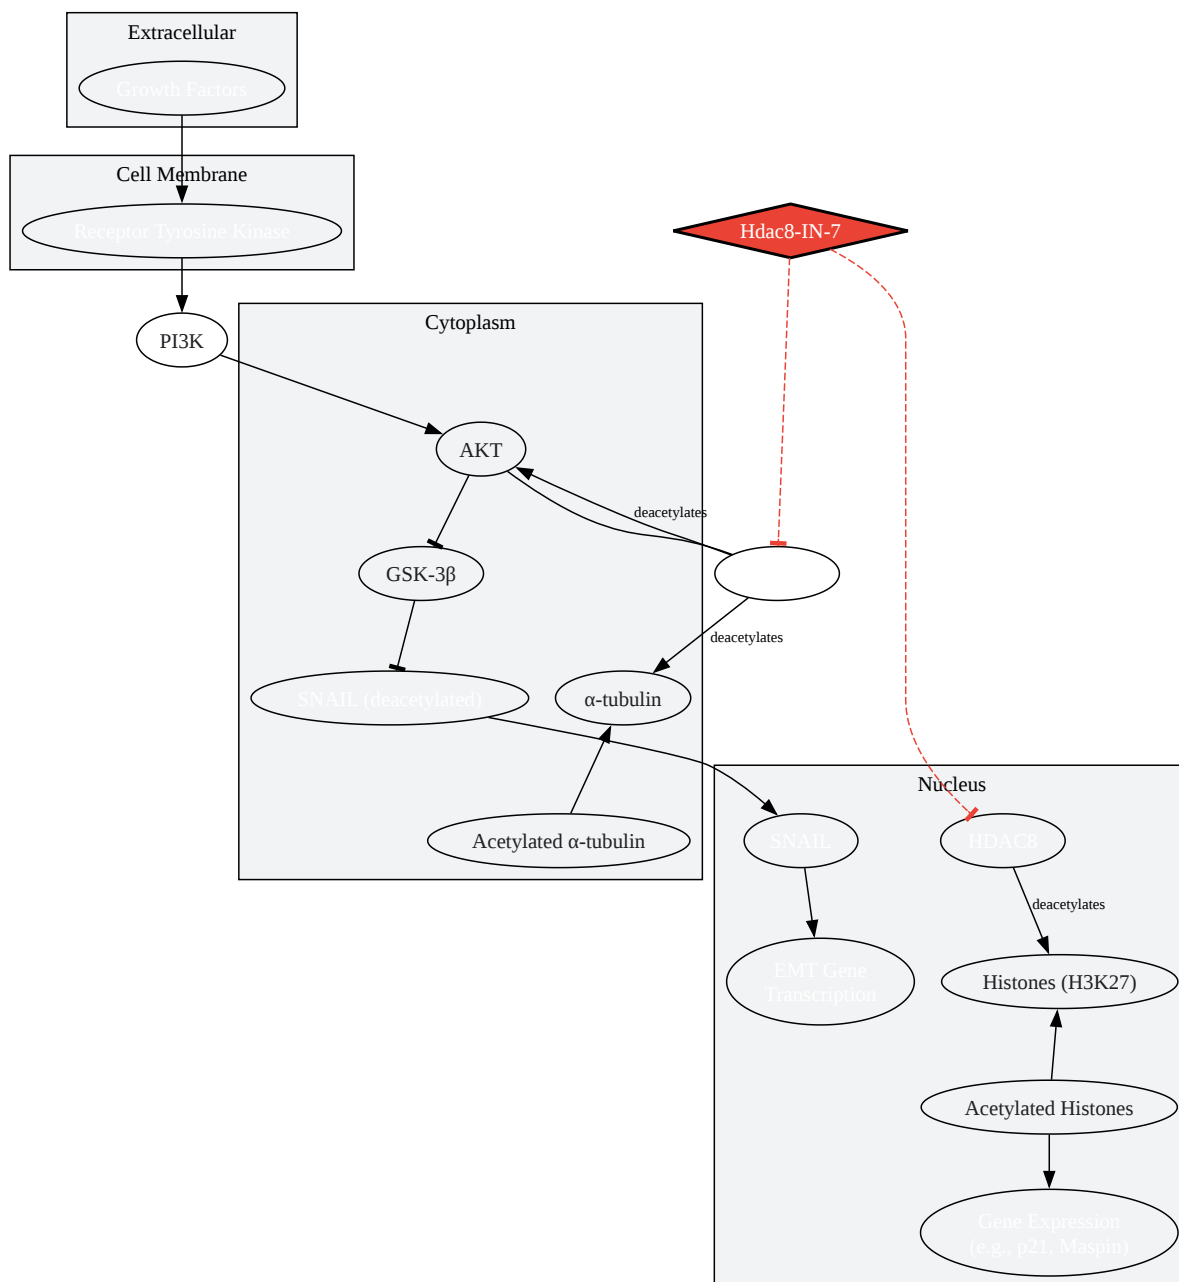 Extracellular
Growth Factors
Cell Membrane
Receptor Tyrosine Kinase
Hdac8-IN-7
Cytoplasm
PI3K
AKT
deacetylates
GSK-3β
deacetylates
SNAIL (deacetylated)
α-tubulin
Nucleus
Acetylated α-tubulin
SNAIL
HDAC8
deacetylates
EMT Gene
Transcription
Histones (H3K27)
Acetylated Histones
Gene Expression
(e.g., p21, Maspin)